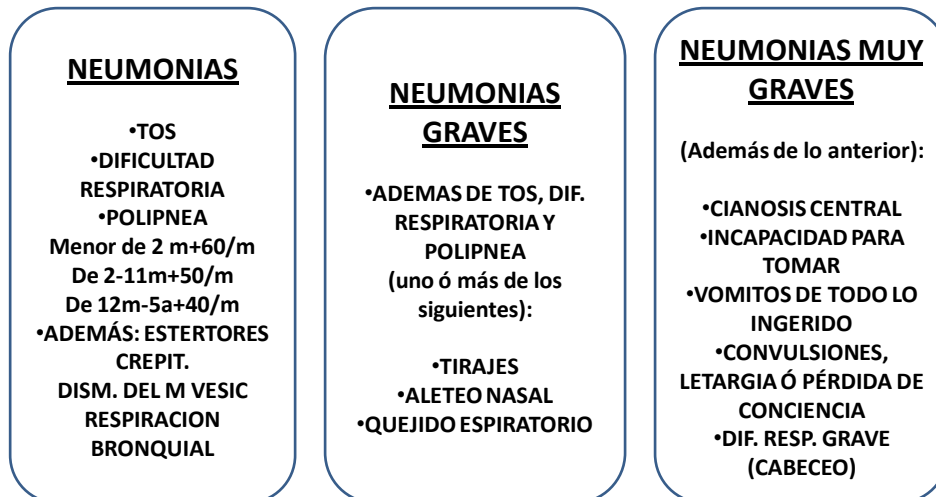 NEUMONIAS
•TOS
•DIFICULTAD
RESPIRATORIA
•POLIPNEA
Menor de 2 m+60/m
De 2-11m+50/m
De 12m-5a+40/m
•ADEMÁS: ESTERTORES
CREPIT.
DISM. DEL M VESIC
RESPIRACION
BRONQUIAL
NEUMONIAS
GRAVES
•ADEMAS DE TOS, DIF.
RESPIRATORIA Y
POLIPNEA
(uno ó más de los
siguientes):
•TIRAJES
•ALETEO NASAL
•QUEJIDO ESPIRATORIO
NEUMONIAS MUY
GRAVES
(Además de lo anterior):
•CIANOSIS CENTRAL
•INCAPACIDAD PARA
TOMAR
•VOMITOS DE TODO LO
INGERIDO
•CONVULSIONES,
LETARGIA Ó PÉRDIDA DE
CONCIENCIA
•DIF. RESP. GRAVE
(CABECEO)